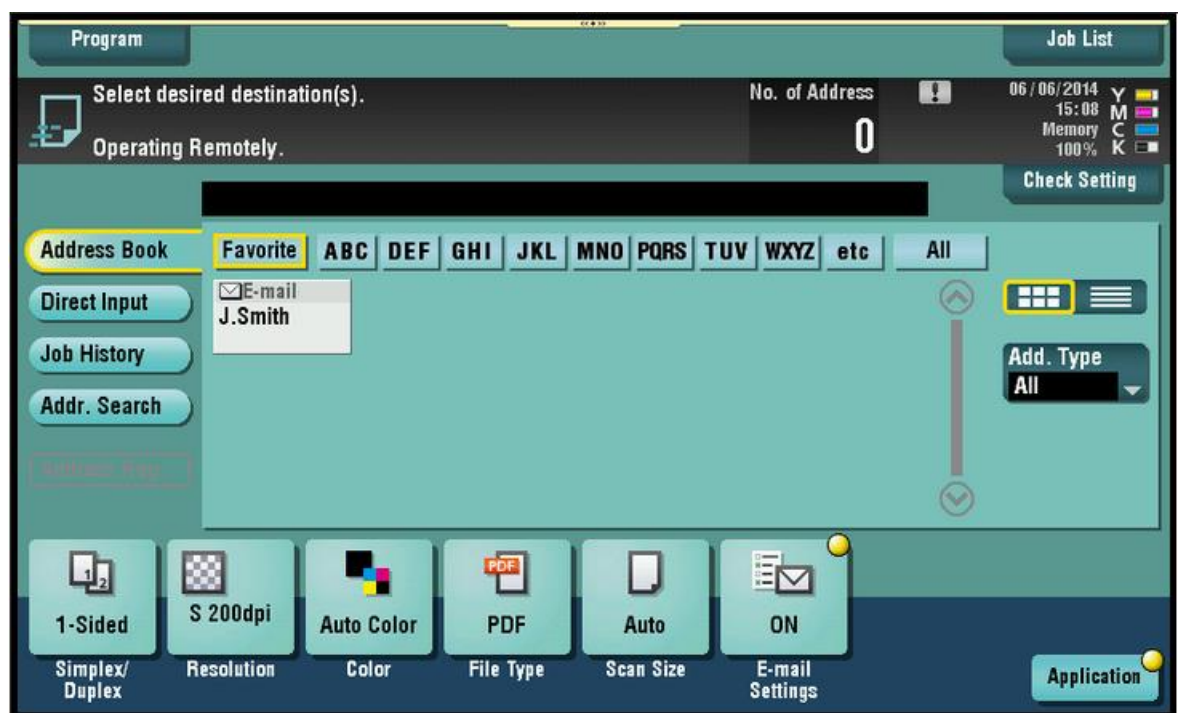 Program
Job List
Select desired destination(s).
Operating Remotely.
No. of Address
0
06/06/2014
15:08
Memory
100%
Y
M
C
K
Check Setting
Address Book
Direct Input
Job History
Addr. Search
Favorite ABC DEF GHI JKL MNO PQRS TUV WXYZ etc All
E-mail
J.Smith
Add. Type
All
1 2
1-Sided
Simplex/
Duplex
S 200dpi
Resolution
Auto Color
Color
PDF
PDF
File Type
Auto
Scan Size
ON
E-mail
Settings
Application